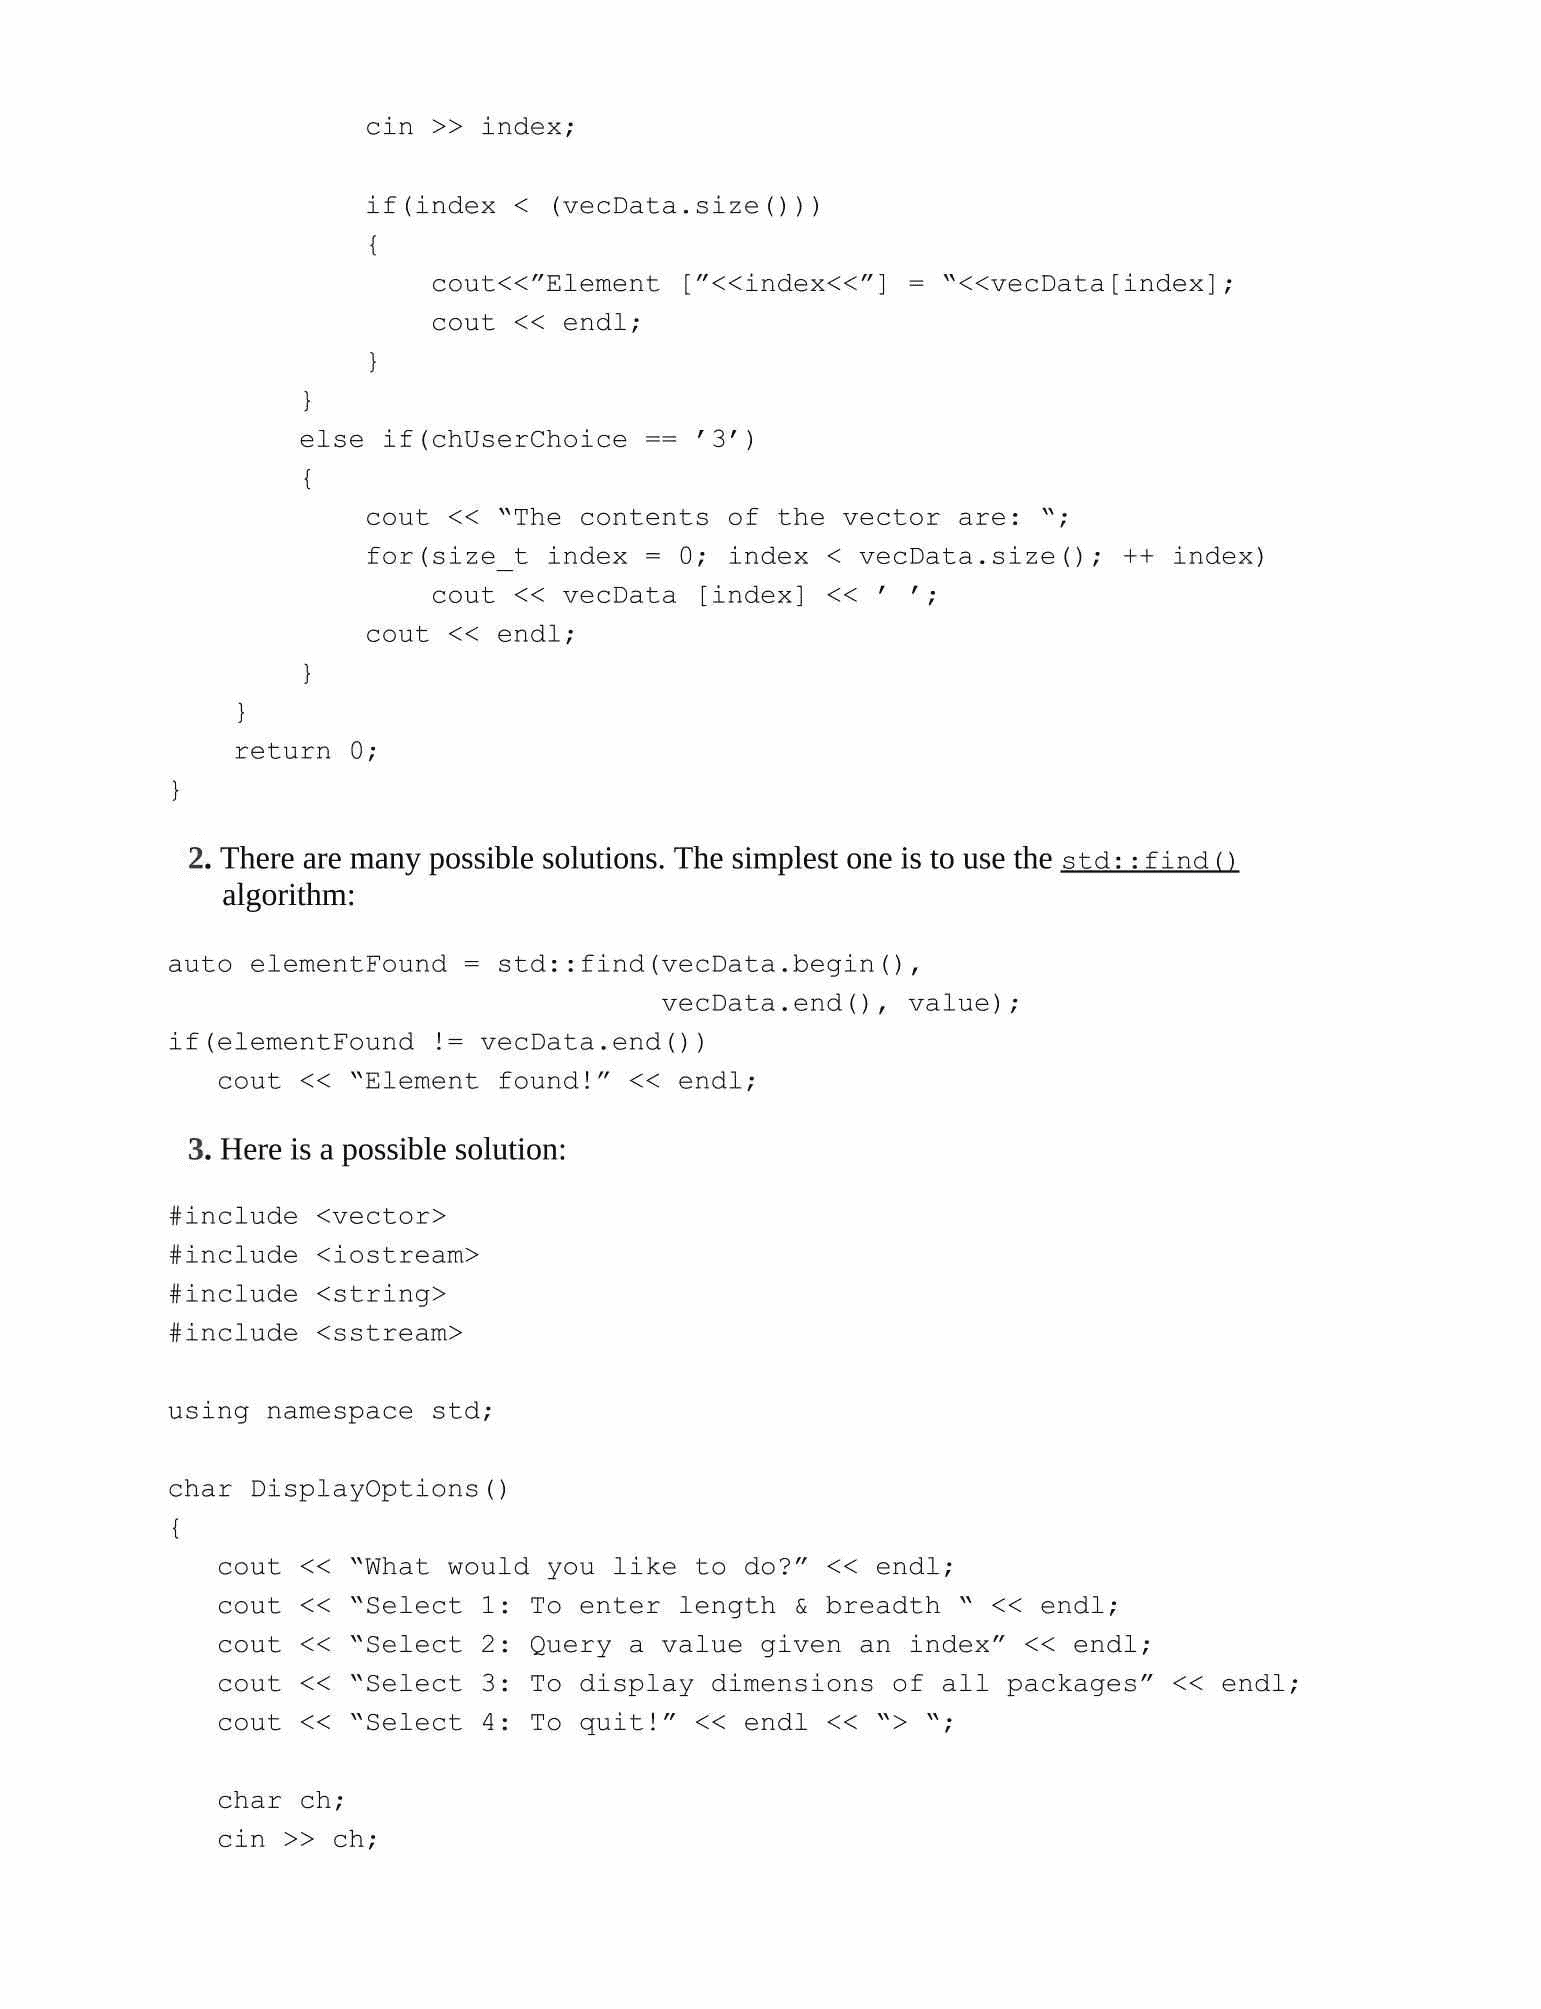 cin >> index;
if(index < (vecData.size()))
{
cout<<”Element [”<<index<<”] = “<<vecData[index];
cout << endl;
}
}
else if(chUserChoice == ’3’)
{
cout << “The contents of the vector are: “;
for(size_t index = 0; index < vecData.size(); ++ index)
cout << vecData [index] << ’ ’;
cout << endl;
}
}
return 0;
}
2. There are many possible solutions. The simplest one is to use the std::find()
algorithm:
auto elementFound = std::find(vecData.begin(),
vecData.end(), value);
if(elementFound != vecData.end())
cout << “Element found!” << endl;
3. Here is a possible solution:
#include <vector>
#include <iostream>
#include <string>
#include <sstream>
using namespace std;
char DisplayOptions()
{
cout << “What would you like to do?” << endl;
cout << “Select 1: To enter length & breadth “ << endl;
cout << “Select 2: Query a value given an index” << endl;
cout << “Select 3: To display dimensions of all packages” << endl;
cout << “Select 4: To quit!” << endl << “> “;
char ch;
cin >> ch;